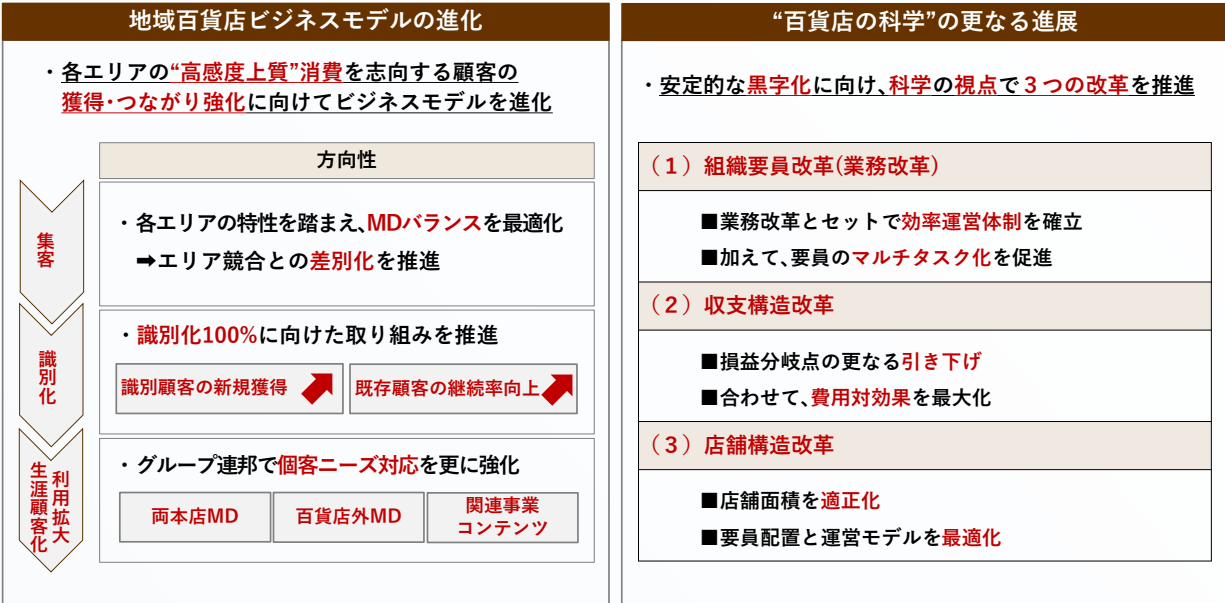 地域百貨店ビジネスモデルの進化
・各エリアの“高感度上質”消費を志向する顧客の
獲得・つながり強化に向けてビジネスモデルを進化
方向性
集客
・各エリアの特性を踏まえ、MDバランスを最適化
➡エリア競合との差別化を推進
識別化
・識別化100%に向けた取り組みを推進
識別顧客の新規獲得
既存顧客の継続率向上
利用拡大
生涯顧客化
・グループ連邦で個客ニーズ対応を更に強化
両本店MD
百貨店外MD
関連事業
コンテンツ
“百貨店の科学”の更なる進展
・安定的な黒字化に向け、科学の視点で３つの改革を推進
（１）組織要員改革(業務改革)
■業務改革とセットで効率運営体制を確立
■加えて、要員のマルチタスク化を促進
（２）収支構造改革
■損益分岐点の更なる引き下げ
■合わせて、費用対効果を最大化
（３）店舗構造改革
■店舗面積を適正化
■要員配置と運営モデルを最適化